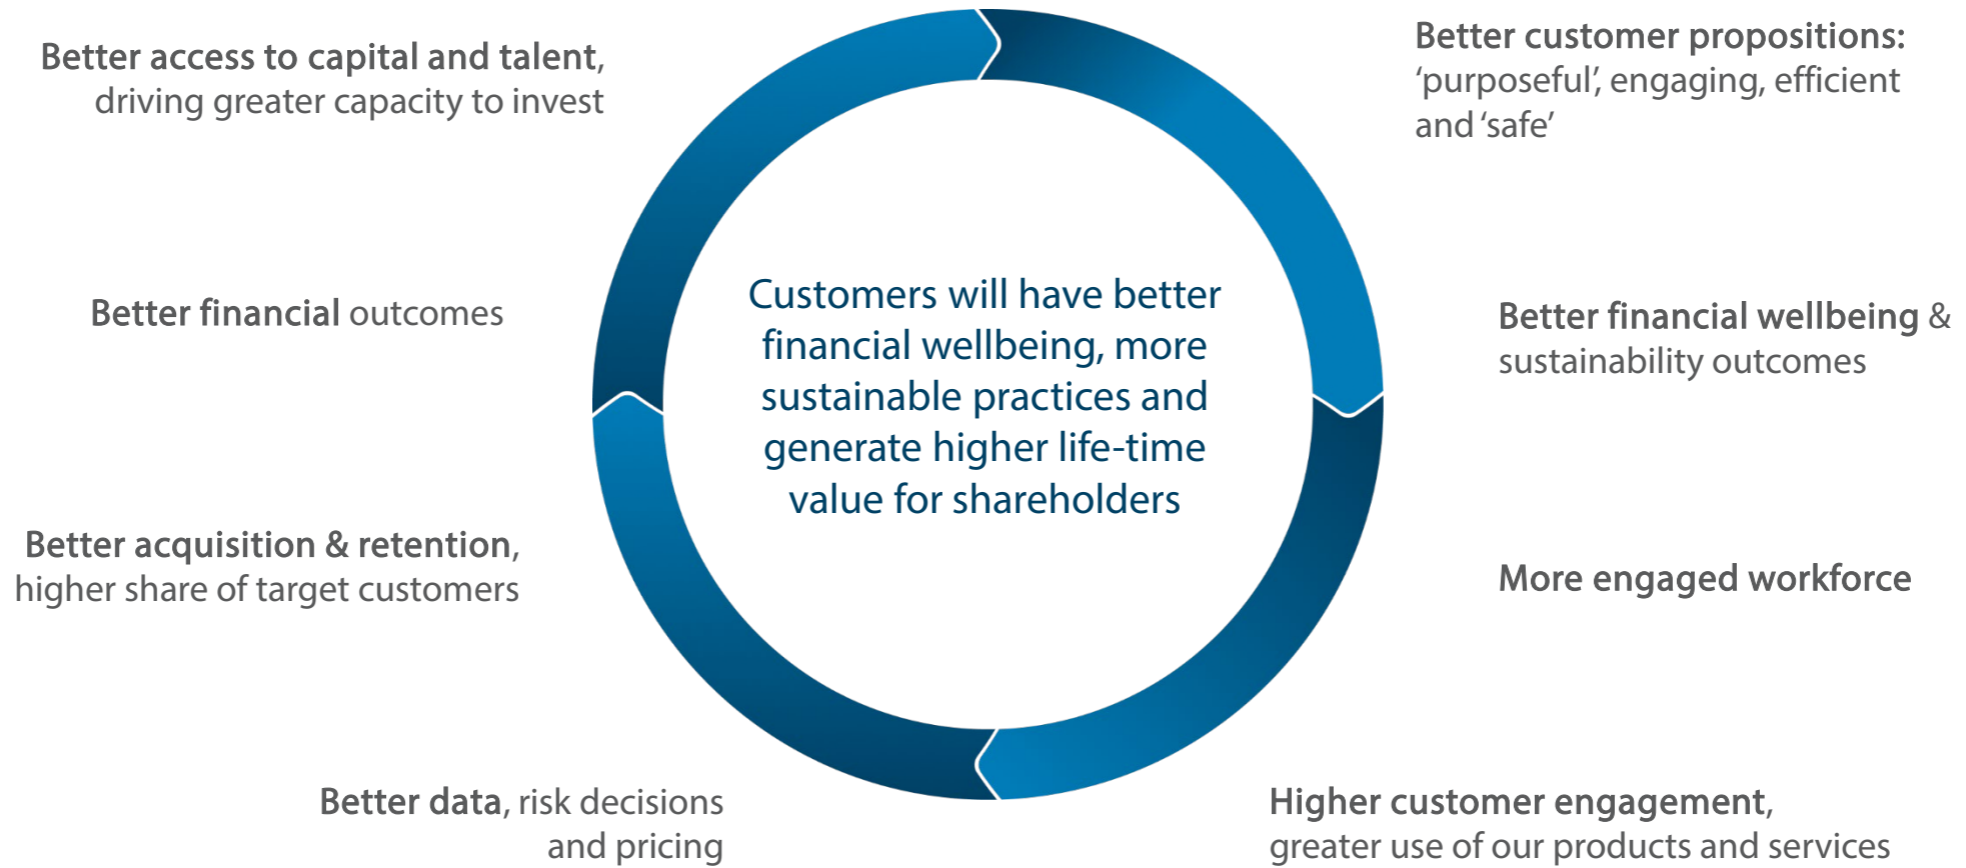 Better access to capital and talent,
driving greater capacity to invest
Better customer propositions:
‘purposeful’, engaging, efficient
and ‘safe’
Better financial outcomes
Customers will have better
financial wellbeing, more
sustainable practices and
generate higher life-time
value for shareholders
Better financial wellbeing &
sustainability outcomes
Better acquisition & retention,
higher share of target customers
More engaged workforce
Better data, risk decisions
and pricing
Higher customer engagement,
greater use of our products and services